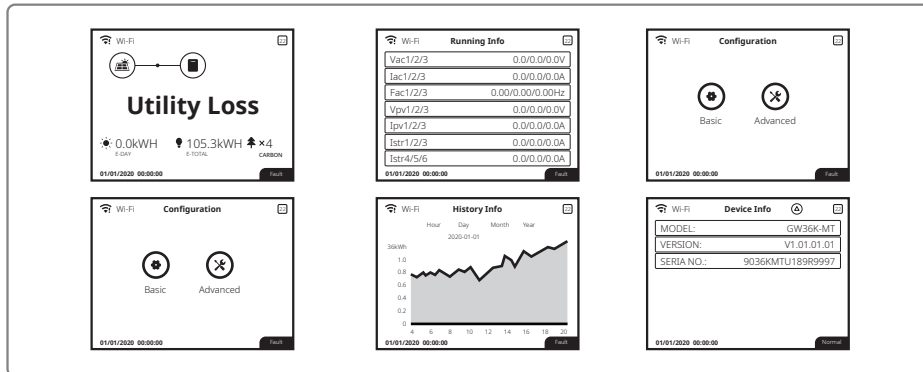 Wi-Fi 22
Utility Loss
0.0kWH 105.3kWH ×4
E-DAY E-TOTAL CARBON
01/01/2020 00:00:00 Fault
Wi-Fi Running Info 22
Vac1/2/3 0.0/0.0/0.0V
Iac1/2/3 0.0/0.0/0.0A
Fac1/2/3 0.00/0.00/0.00Hz
Vpv1/2/3 0.0/0.0/0.0V
Ipv1/2/3 0.0/0.0/0.0A
Istr1/2/3 0.0/0.0/0.0A
Istr4/5/6 0.0/0.0/0.0A
01/01/2020 00:00:00 Fault
Wi-Fi Configuration 22
Basic Advanced
01/01/2020 00:00:00 Fault
Wi-Fi Configuration 22
Basic Advanced
01/01/2020 00:00:00 Fault
Wi-Fi History Info 22
Hour Day Month Year
2020-01-01
36kWh
1.0
0.8
0.6
0.4
0.2
0
4 6 8 10 12 14 16 18 20
01/01/2020 00:00:00 Fault
Wi-Fi Device Info 22
MODEL: GW36K-MT
VERSION: V1.01.01.01
SERIA NO.: 9036KMTU189R9997
01/01/2020 00:00:00 Normal